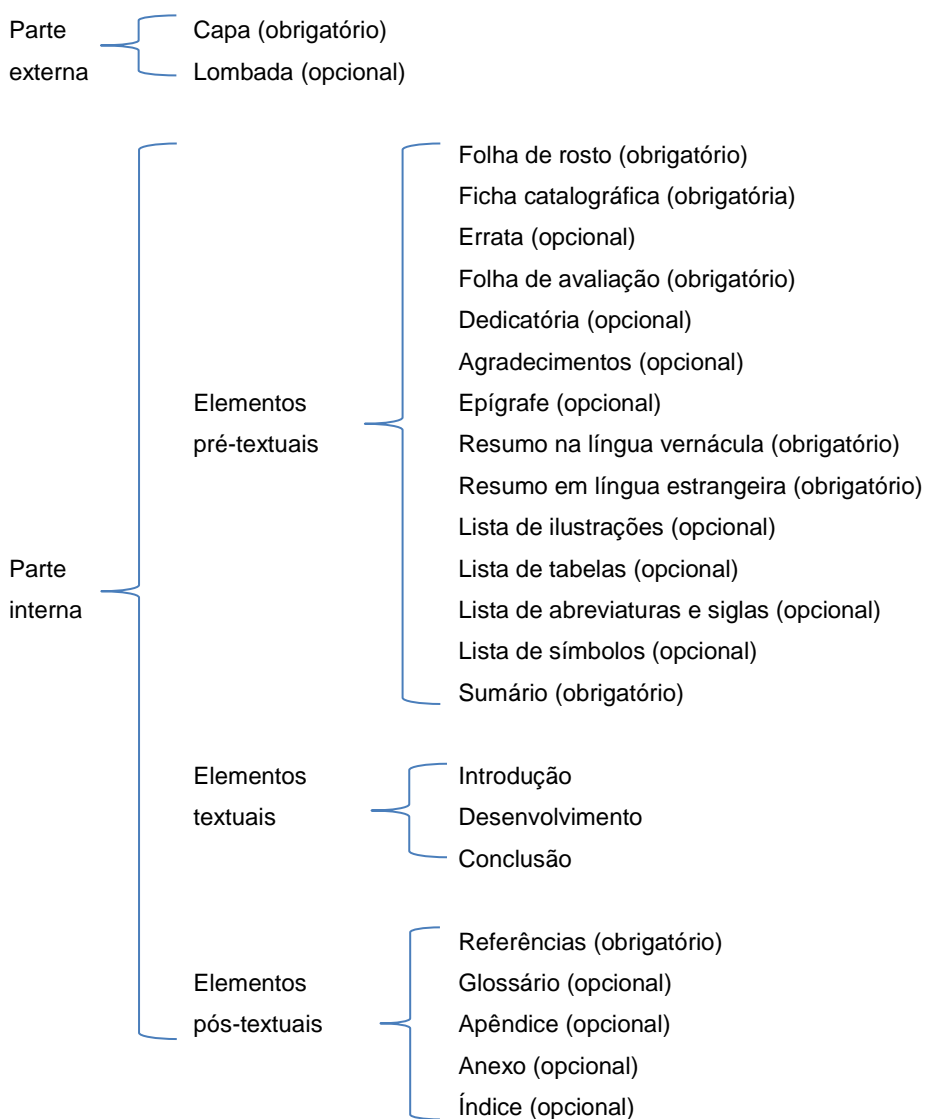 Parte
externa
Capa (obrigatório)
Lombada (opcional)
Parte
interna
Elementos
pré-textuais
Folha de rosto (obrigatório)
Ficha catalográfica (obrigatória)
Errata (opcional)
Folha de avaliação (obrigatório)
Dedicatória (opcional)
Agradecimentos (opcional)
Epígrafe (opcional)
Resumo na língua vernácula (obrigatório)
Resumo em língua estrangeira (obrigatório)
Lista de ilustrações (opcional)
Lista de tabelas (opcional)
Lista de abreviaturas e siglas (opcional)
Lista de símbolos (opcional)
Sumário (obrigatório)
Elementos
textuais
Introdução
Desenvolvimento
Conclusão
Elementos
pós-textuais
Referências (obrigatório)
Glossário (opcional)
Apêndice (opcional)
Anexo (opcional)
Índice (opcional)